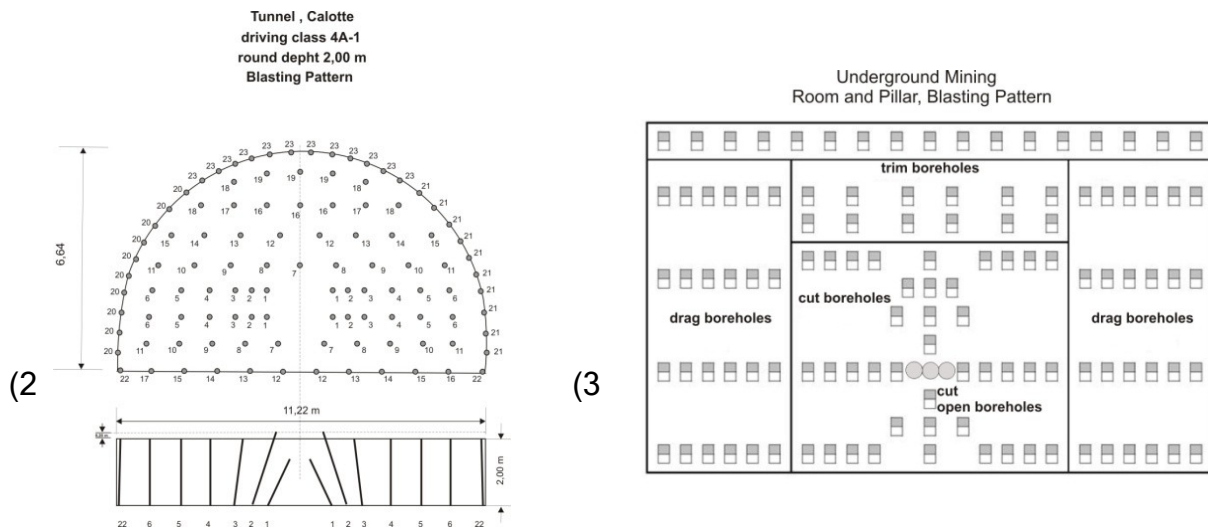 Tunnel , Calotte
driving class 4A-1
round depht 2,00 m
Blasting Pattern
23 23 23 23
23 23
23 23
23 23
23 23
19 19 19
18 18
20 21
18 17 16 16 16 17 18
20 21
20 21
15 14 13 12 12 13 14 15
20 21
11 10 9 8 7 8 9 10 11
20 21
20 21
6 5 4 3 2 1 1 2 3 4 5 6
20 21
6 5 4 3 2 1 1 2 3 4 5 6
20 21
11 10 9 8 7 7 8 9 10 11
20 21
22 17 15 14 13 12 12 13 14 15 16 22
6,64
(2
11,22 m
2,00 m
22 6 5 4 3 2 1 1 2 3 4 5 6 22
Underground Mining
Room and Pillar, Blasting Pattern
trim boreholes
cut boreholes
drag boreholes
drag boreholes
cut
open boreholes
(3